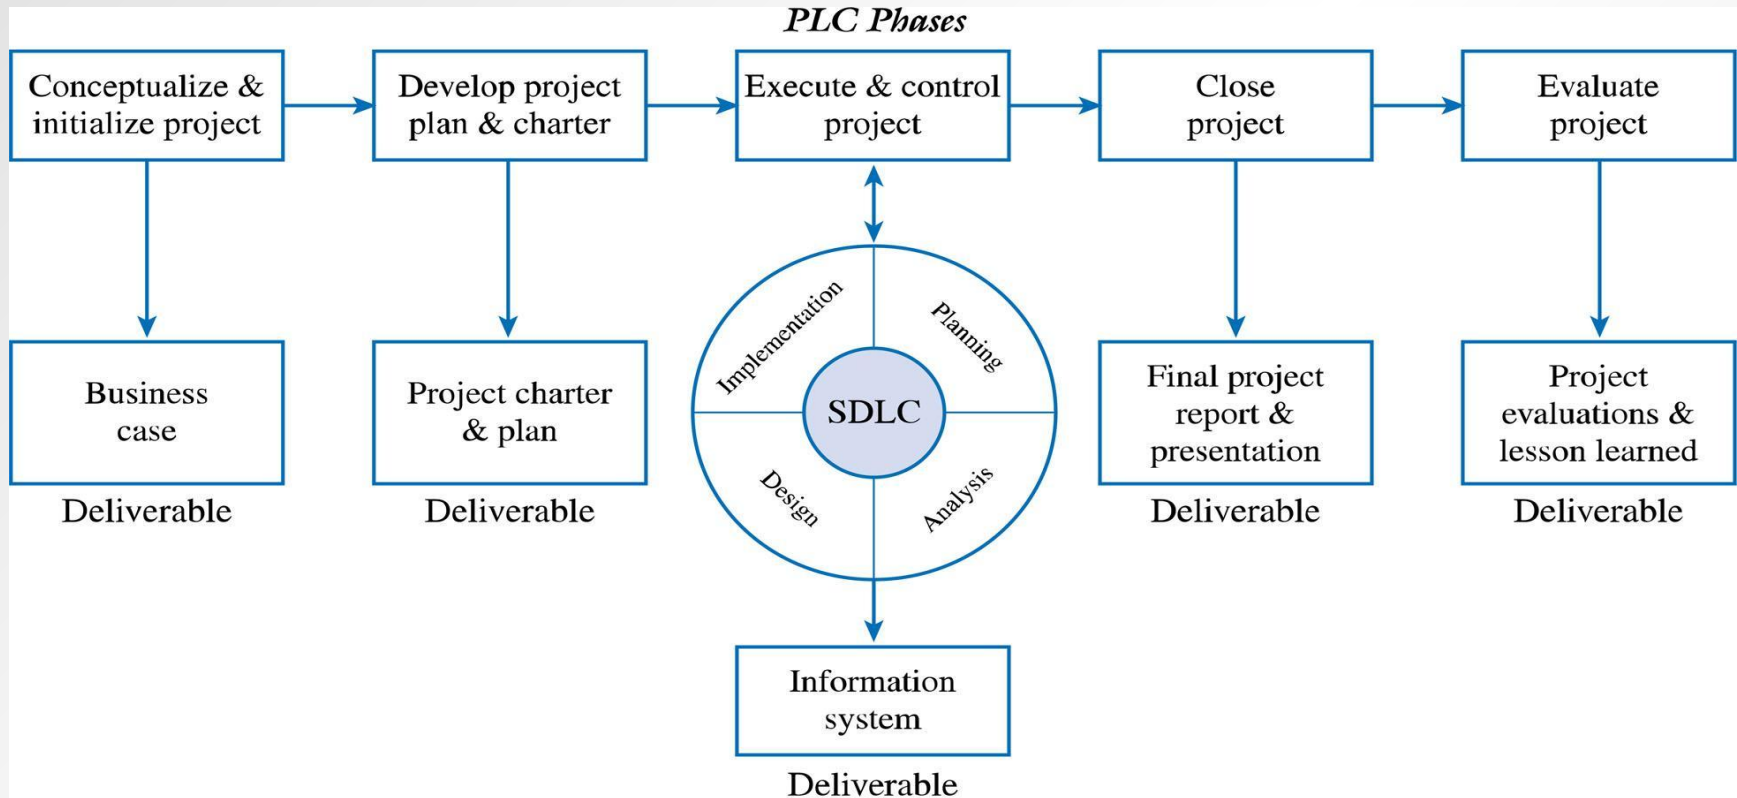 PLC Phases
Conceptualize &
initialize project
Develop project
plan & charter
Execute & control
project
Close
project
Evaluate
project
Implementation
Planning
SDLC
Design
Analysis
Business
case
Deliverable
Project charter
& plan
Deliverable
Final project
report &
presentation
Deliverable
Project
evaluations &
lesson learned
Deliverable
Information
system
Deliverable